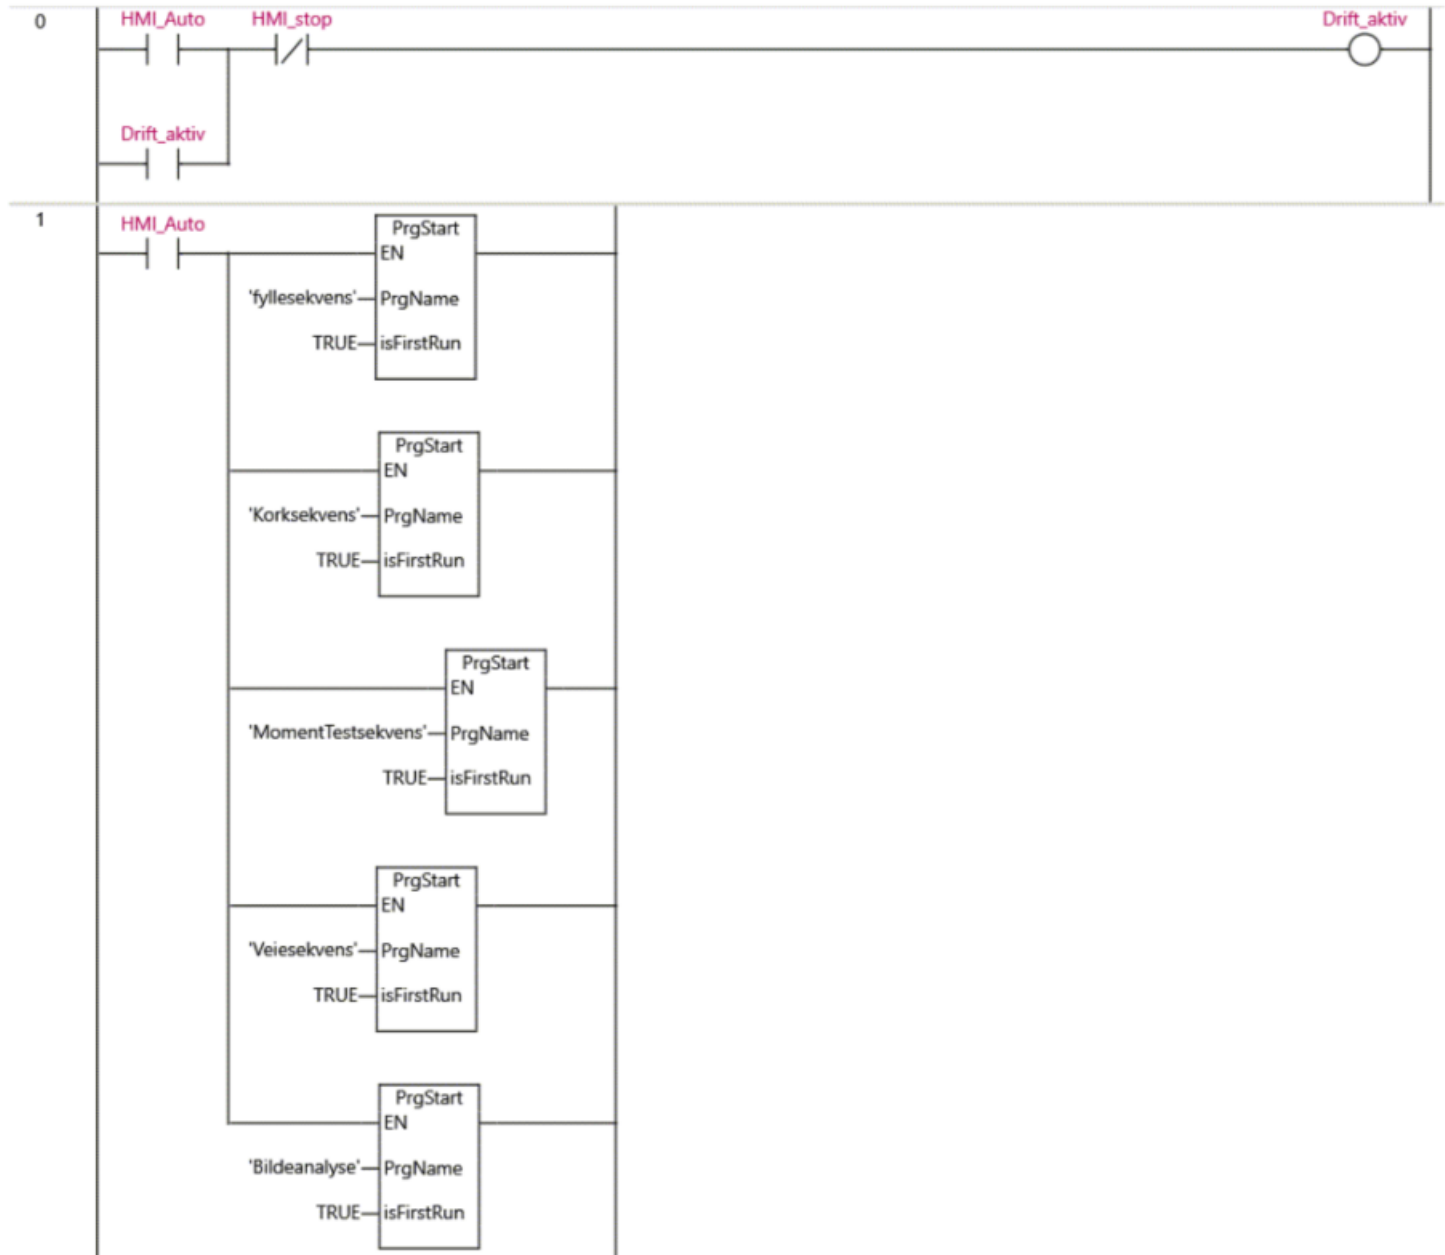 0
HMI_Auto HMI_stop Drift_aktiv
Drift_aktiv
1
HMI_Auto PrgStart
EN
'fyllesekvens' PrgName
TRUE isFirstRun
PrgStart
EN
'Korksekvens' PrgName
TRUE isFirstRun
PrgStart
EN
'MomentTestsekvens' PrgName
TRUE isFirstRun
PrgStart
EN
'Veiesekvens' PrgName
TRUE isFirstRun
PrgStart
EN
'Bildeanalyse' PrgName
TRUE isFirstRun